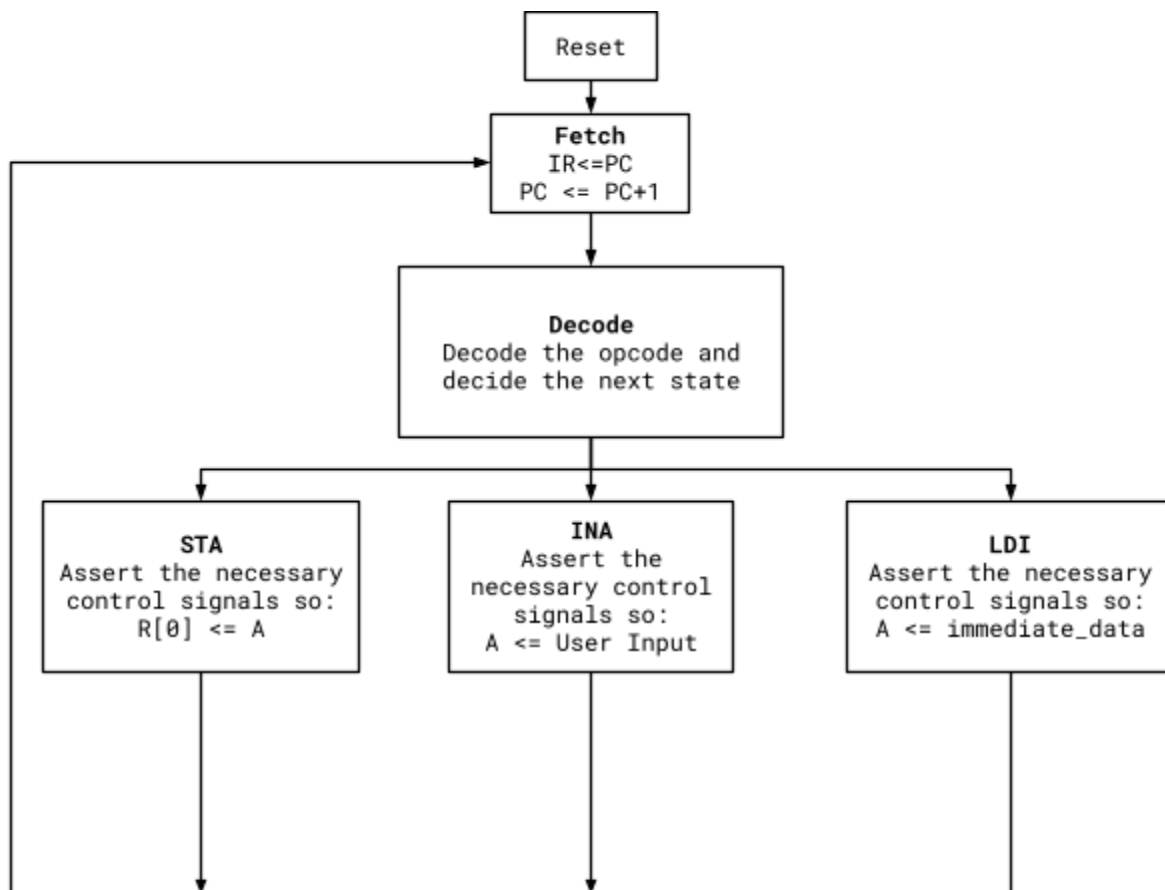 Reset
Fetch
IR<=PC
PC <= PC+1
Decode
Decode the opcode and
decide the next state
STA
Assert the necessary
control signals so:
R[0] <= A
INA
Assert the
necessary control
signals so:
A <= User Input
LDI
Assert the necessary
control signals so:
A <= immediate_data